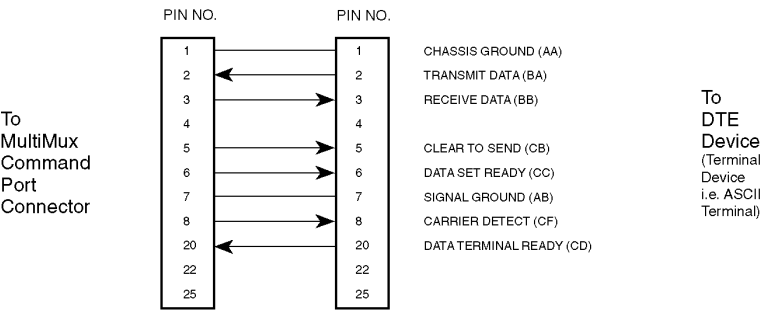 PIN NO. PIN NO.
1 1 CHASSIS GROUND (AA)
2 2 TRANSMIT DATA (BA)
3 3 RECEIVE DATA (BB)
4 4
5 5 CLEAR TO SEND (CB)
6 6 DATA SET READY (CC)
7 7 SIGNAL GROUND (AB)
8 8 CARRIER DETECT (CF)
20 20 DATA TERMINAL READY (CD)
22 22
25 25
To
MultiMux
Command
Port
Connector
To
DTE
Device
(Terminal
Device
i.e. ASCII
Terminal)